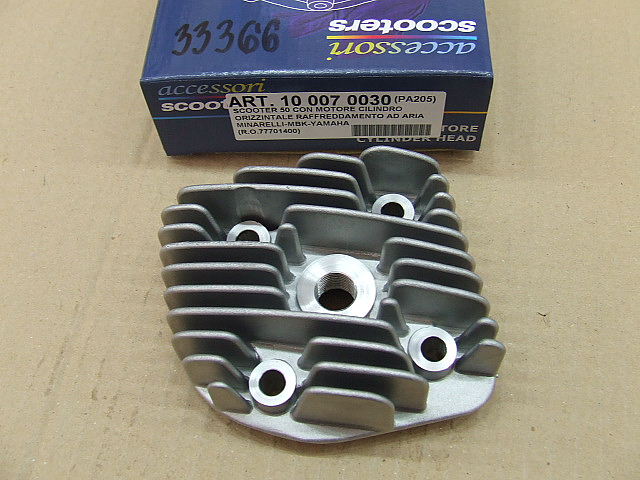 scooters
accessori
33366
accessori
scoot
ART. 10 007 0030 (PA205)
SCOOTER 50 CON MOTORE CILINDRO
ORIZZINTALE RAFFREDDAMENTO AD ARIA
MINARELLI-MBK-YAMAHA
(R.O.77701400)
TORE
CYLINDER HEAD